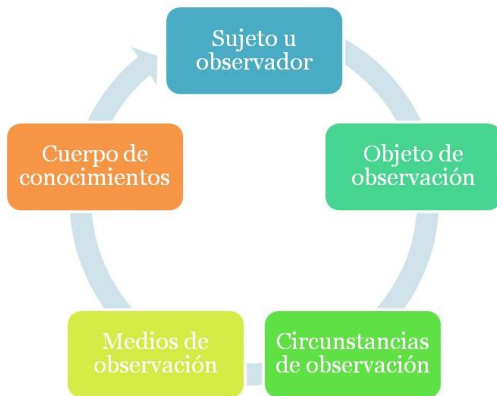 Sujeto u
observador
Objeto de
observación
Circunstancias
de observación
Medios de
observación
Cuerpo de
conocimientos